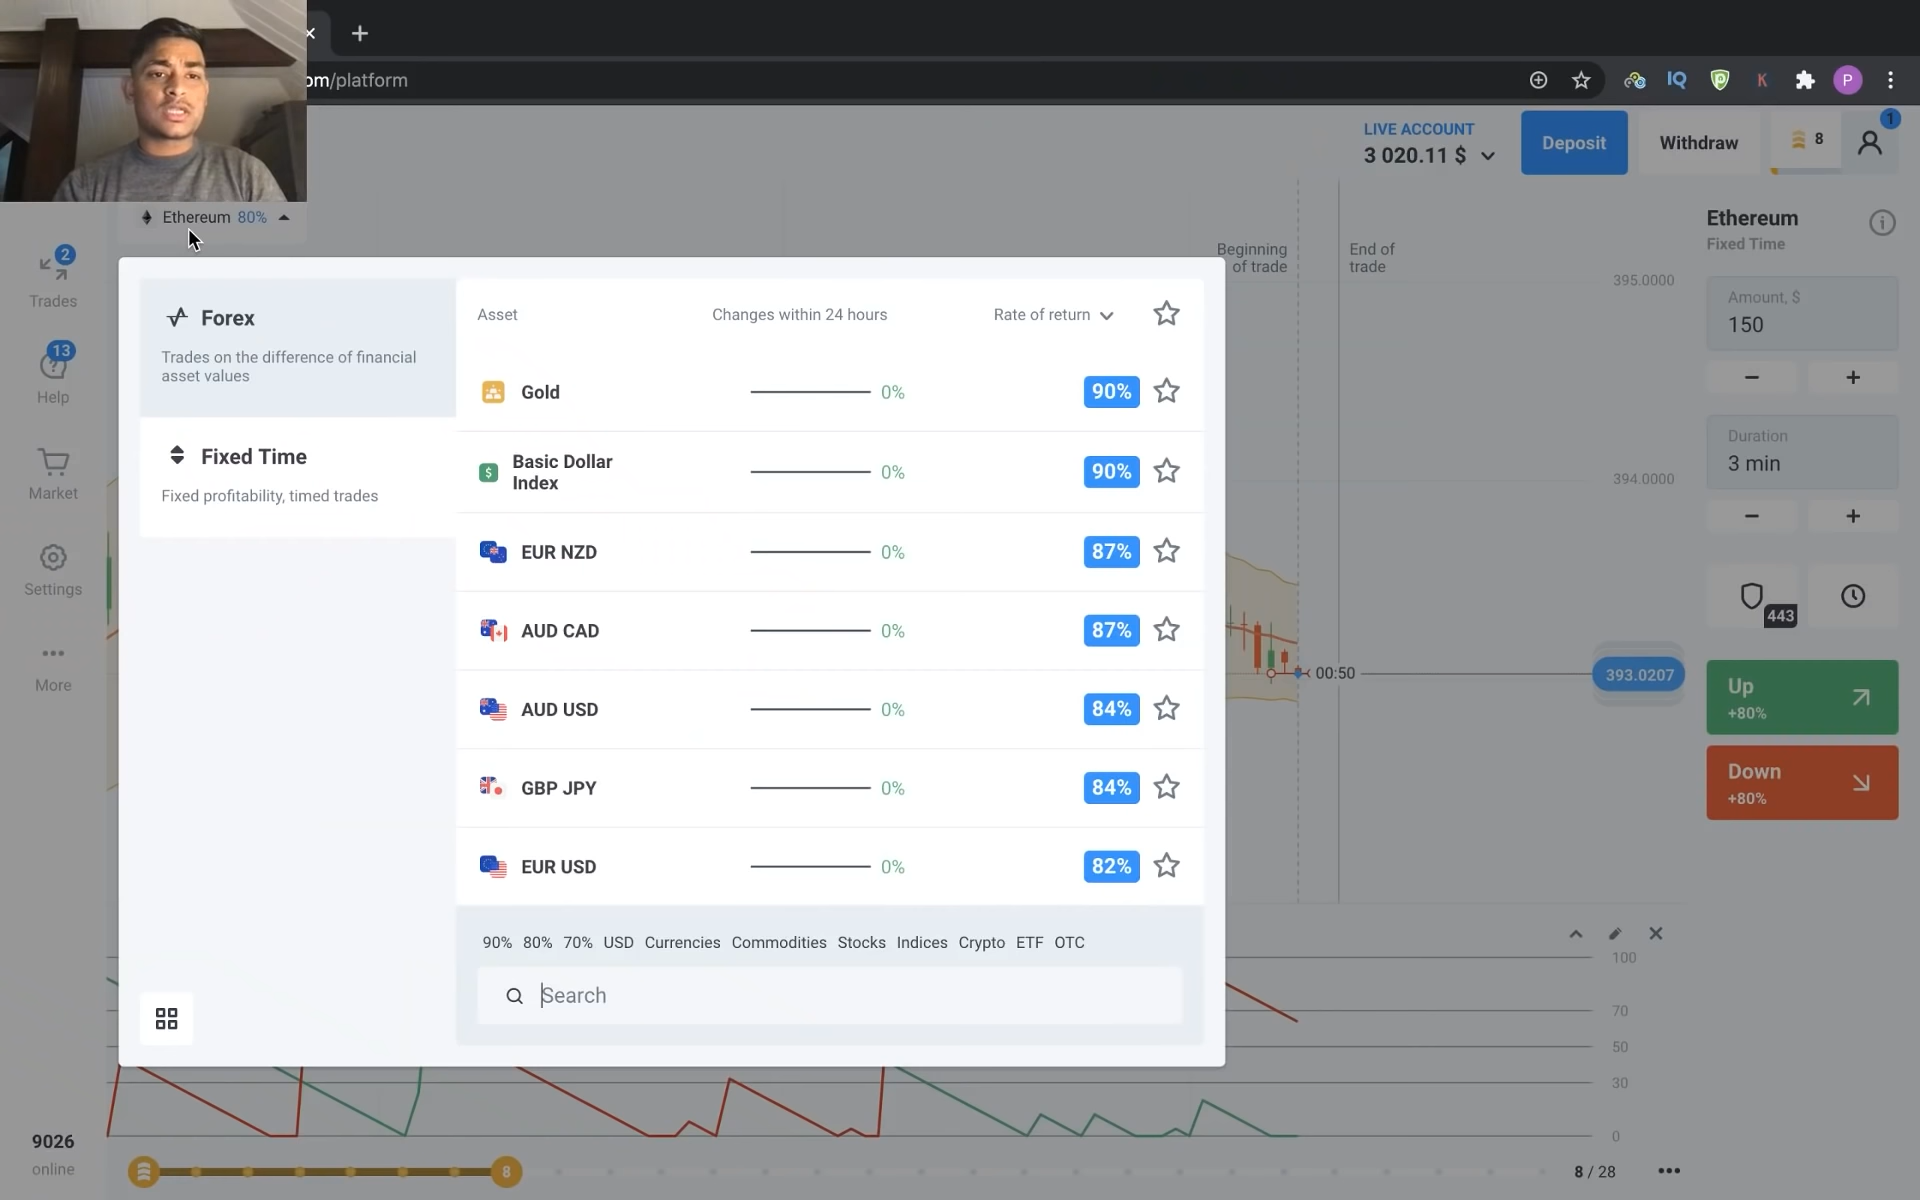 om/platform
IQ
K
P
LIVE ACCOUNT
3 020.11 $
Deposit
Withdraw
8
1
Ethereum 80%
2
Trades
13
Help
Market
Settings
More
Forex
Trades on the difference of financial
asset values
Fixed Time
Fixed profitability, timed trades
Asset
Changes within 24 hours
Rate of return
Gold
0%
90%
$
Basic Dollar
Index
0%
90%
EUR NZD
0%
87%
AUD CAD
0%
87%
AUD USD
0%
84%
GBP JPY
0%
84%
EUR USD
0%
82%
90% 80% 70% USD Currencies Commodities Stocks Indices Crypto ETF OTC
Search
Beginning
of trade
End of
trade
395.0000
394.0000
00:50
393.0207
Ethereum
Fixed Time
Amount, $
150
Duration
3 min
443
Up
+80%
Down
+80%
100
70
50
30
0
9026
online
8
8 / 28